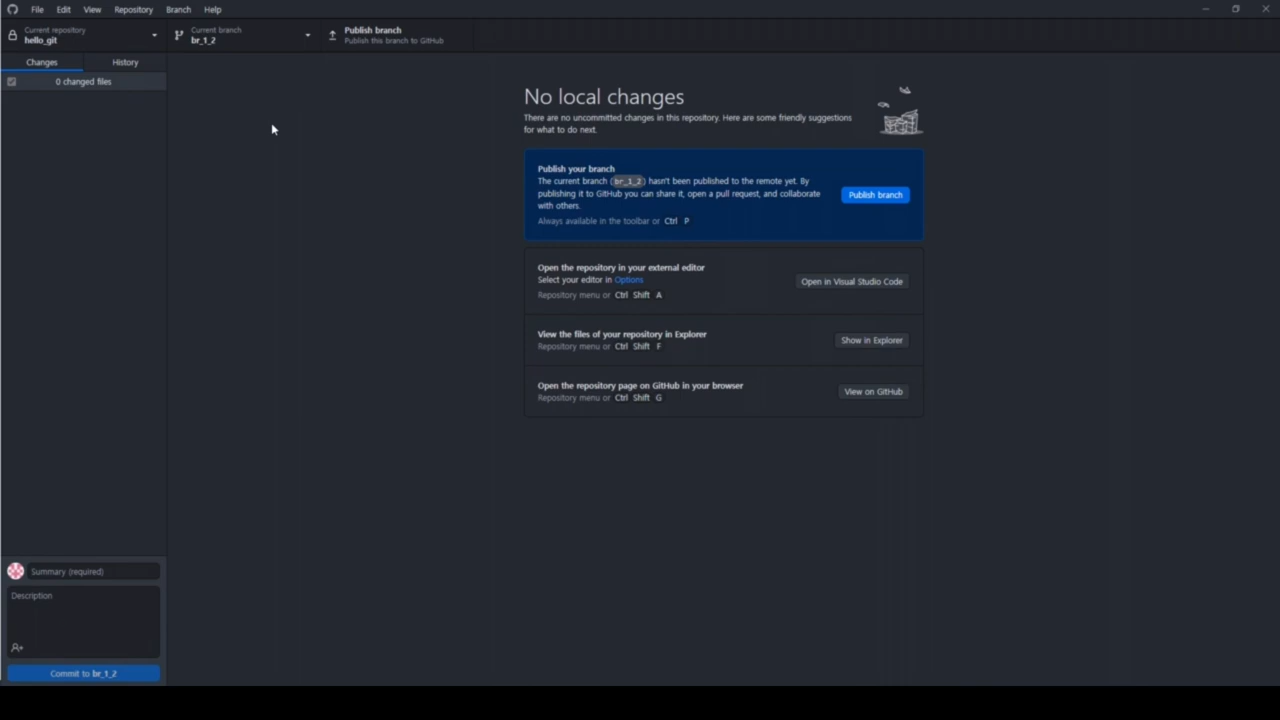 File Edit View Repository Branch Help
Current repository
hello_git
Current branch
br_1_2
Publish branch
Publish this branch to GitHub
Changes History
0 changed files
No local changes
There are no uncommitted changes in this repository. Here are some friendly suggestions
for what to do next.
Publish your branch
The current branch (br_1_2) hasn't been published to the remote yet. By
publishing it to GitHub you can share it, open a pull request, and collaborate
with others.
Always available in the toolbar or Ctrl P
Publish branch
Open the repository in your external editor
Select your editor in Options
Repository menu or Ctrl Shift A
Open in Visual Studio Code
View the files of your repository in Explorer
Repository menu or Ctrl Shift F
Show in Explorer
Open the repository page on GitHub in your browser
Repository menu or Ctrl Shift G
View on GitHub
Summary (required)
Description
Commit to br_1_2